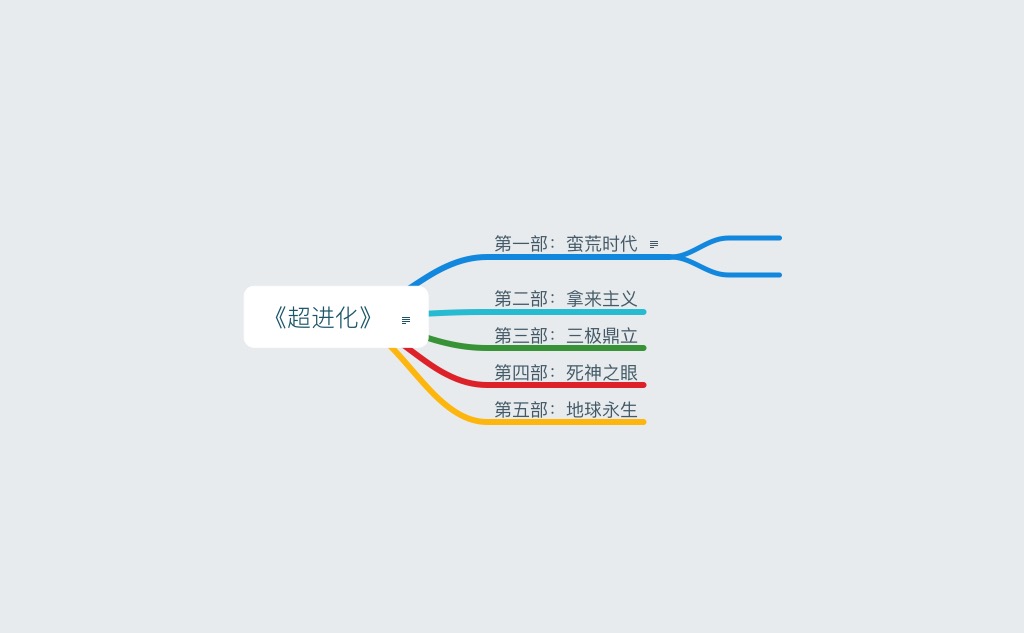 第一部：蛮荒时代
第二部：拿来主义
《超进化》
第三部：三极鼎立
第四部：死神之眼
第五部：地球永生